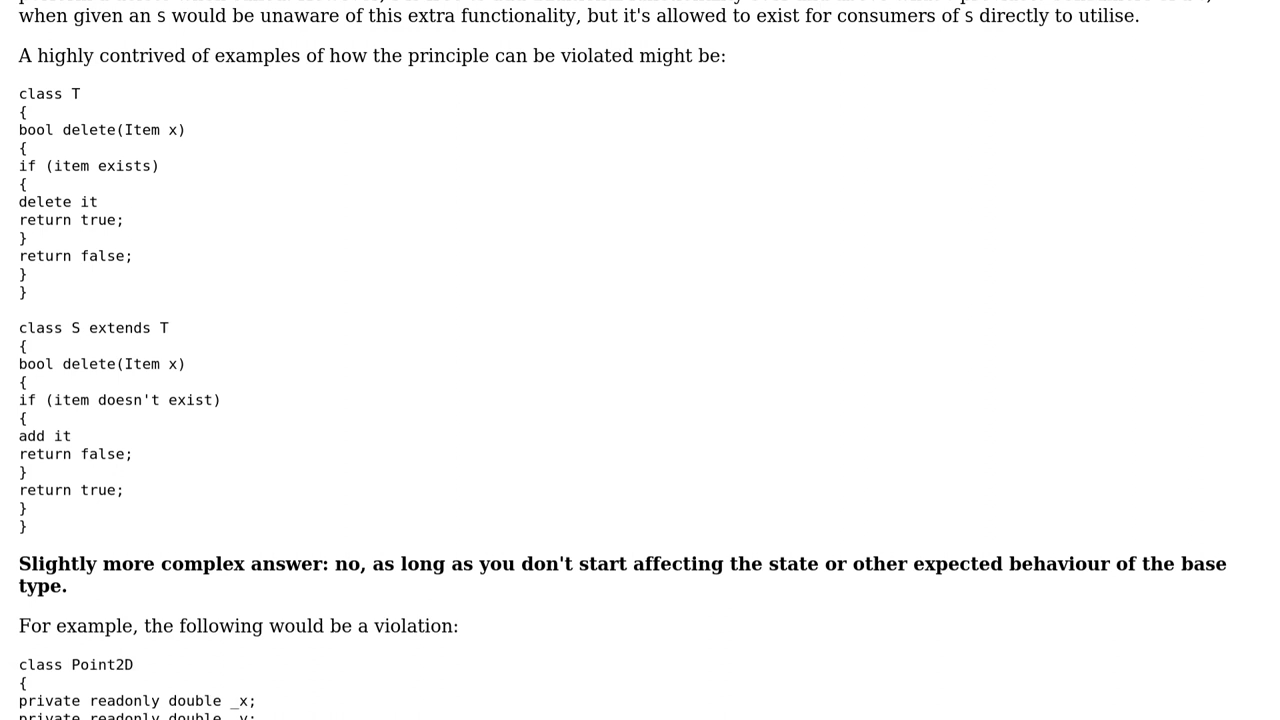 when given an S would be unaware of this extra functionality, but it's allowed to exist for consumers of S directly to utilise.
A highly contrived of examples of how the principle can be violated might be:
class T
{
bool delete(Item x)
{
if (item exists)
{
delete it
return true;
}
return false;
}
}
class S extends T
{
bool delete(Item x)
{
if (item doesn't exist)
{
add it
return false;
}
return true;
}
}
Slightly more complex answer: no, as long as you don't start affecting the state or other expected behaviour of the base
type.
For example, the following would be a violation:
class Point2D
{
private readonly double _x;
private readonly double _y;